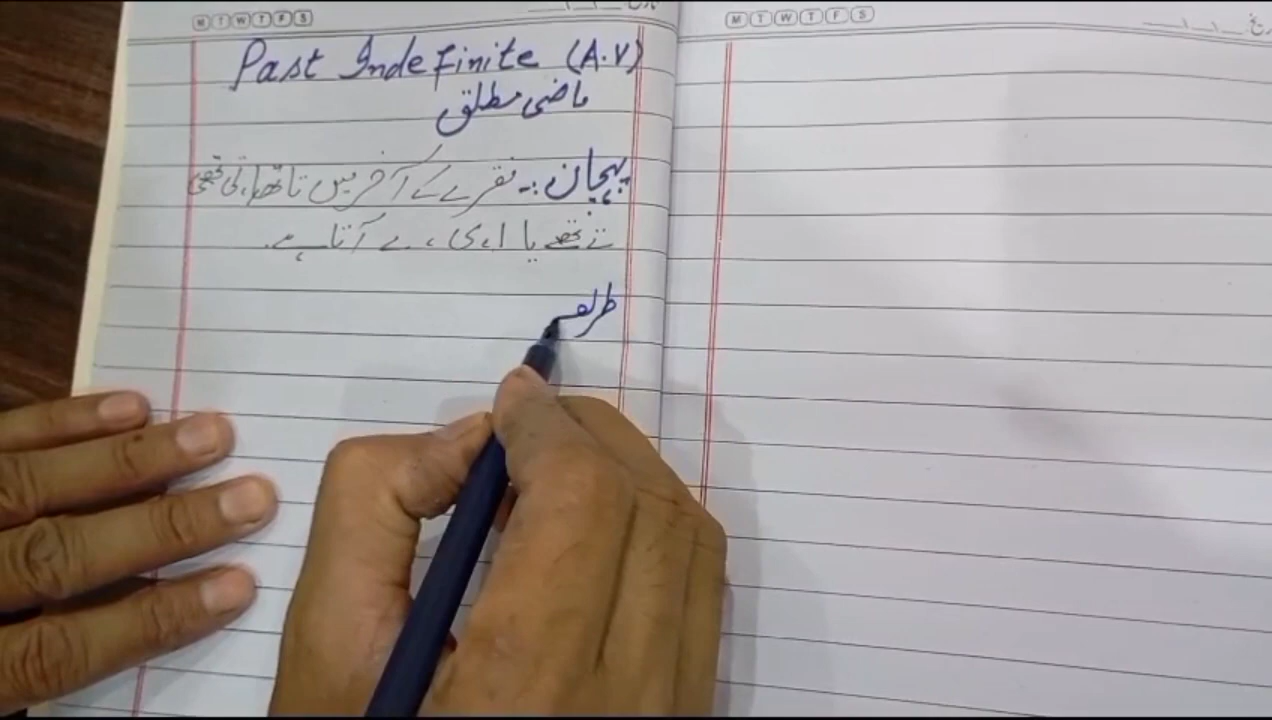 M T W T F S
M T W T F S
تاریخ
Past Indefinite (A.V)
ماضی مطلق
پہچان:۔ فقرے کے آخر میں تا تھا، تی تھی
تے تھے یا ا، ی، ے آتا ہے۔
طریقہ